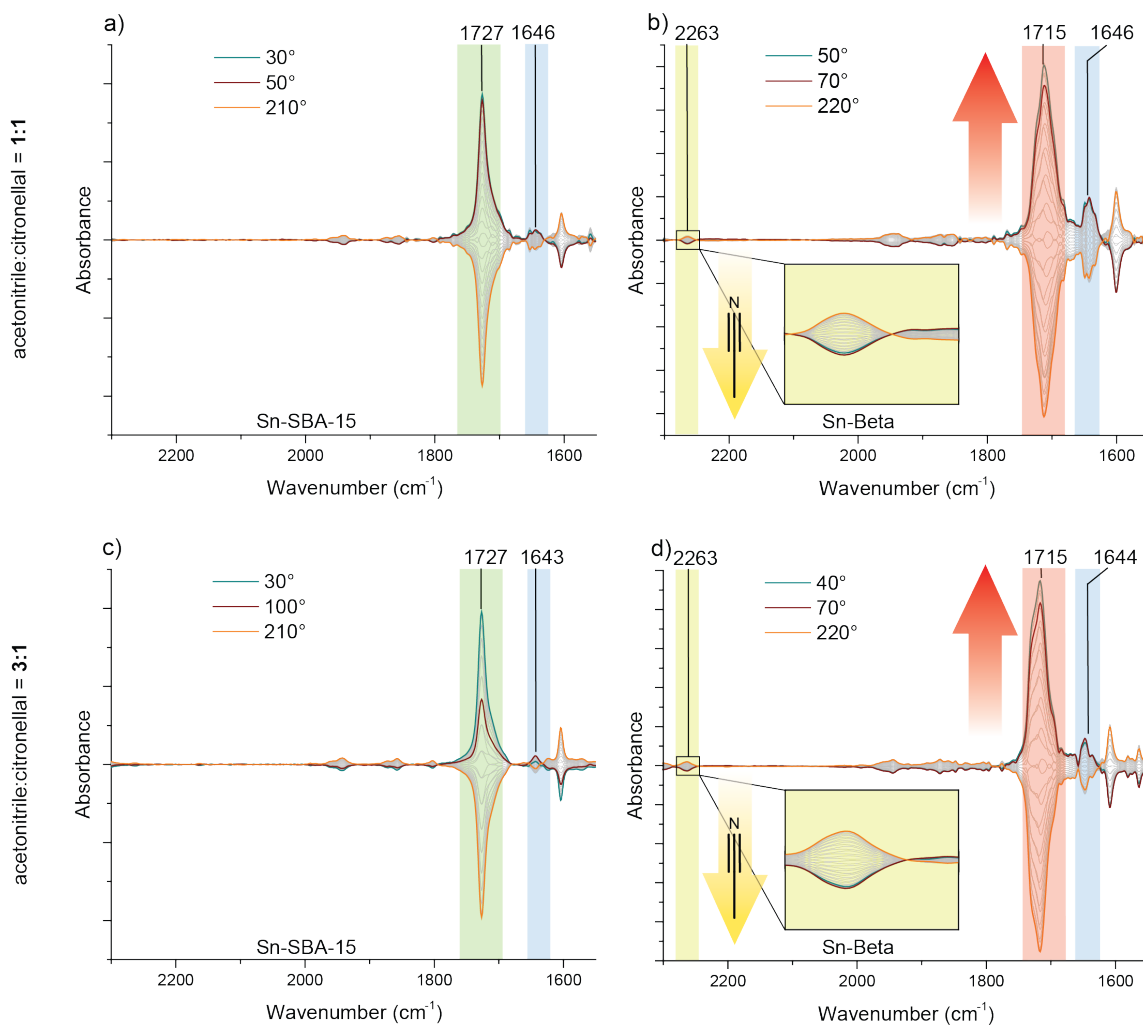 a)
1727 1646
30°
50°
210°
Absorbance
acetonitrile:citronellal = 1:1
Sn-SBA-15
2200 2000 1800 1600
Wavenumber (cm-1)
b)
2263 1715 1646
50°
70°
220°
Absorbance
N
Sn-Beta
2200 2000 1800 1600
Wavenumber (cm-1)
c)
1727 1643
30°
100°
210°
Absorbance
acetonitrile:citronellal = 3:1
Sn-SBA-15
2200 2000 1800 1600
Wavenumber (cm-1)
d)
2263 1715 1644
40°
70°
220°
Absorbance
N
Sn-Beta
2200 2000 1800 1600
Wavenumber (cm-1)